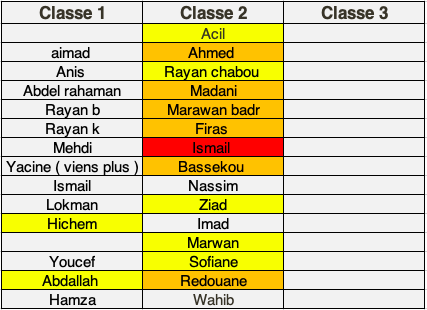 Classe 1 Classe 2 Classe 3
Acil
aimad Ahmed
Anis Rayan chabou
Abdel rahaman Madani
Rayan b Marawan badr
Rayan k Firas
Mehdi Ismail
Yacine ( viens plus ) Bassekou
Ismail Nassim
Lokman Ziad
Hichem Imad
Marwan
Youcef Sofiane
Abdallah Redouane
Hamza Wahib